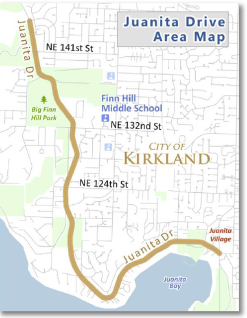 Juanita Drive
Area Map
Juanita Dr
NE 141st St
Big Finn
Hill Park
Finn Hill
Middle School
NE 132nd St
CITY OF
KIRKLAND
NE 124th St
Juanita Dr
Juanita
Village
Juanita
Bay